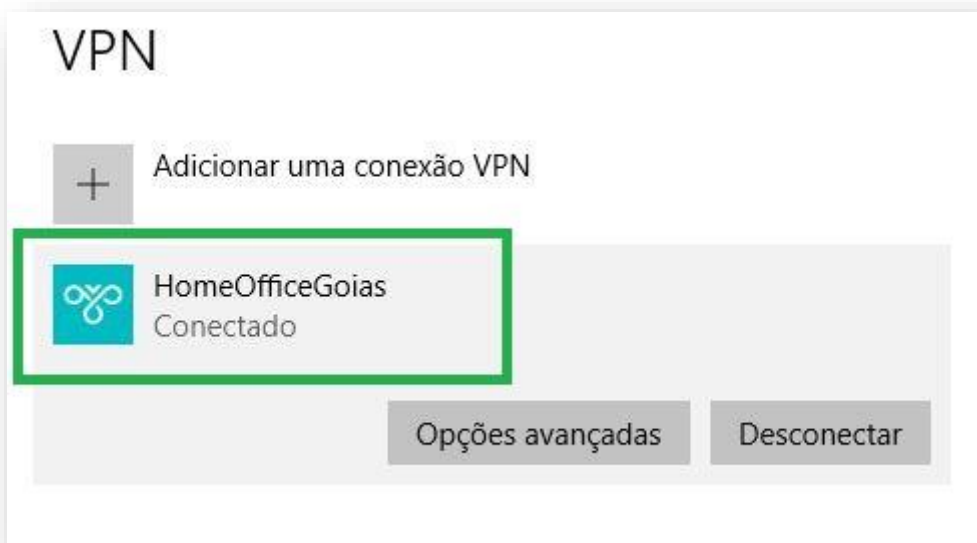 VPN
Adicionar uma conexão VPN
HomeOfficeGoias
Conectado
Opções avançadas
Desconectar